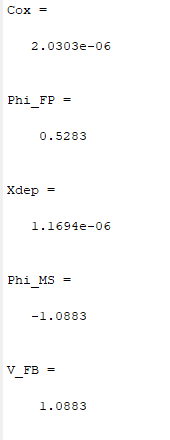 Cox =
2.0303e-06
Phi_FP =
0.5283
Xdep =
1.1694e-06
Phi_MS =
-1.0883
V_FB =
1.0883